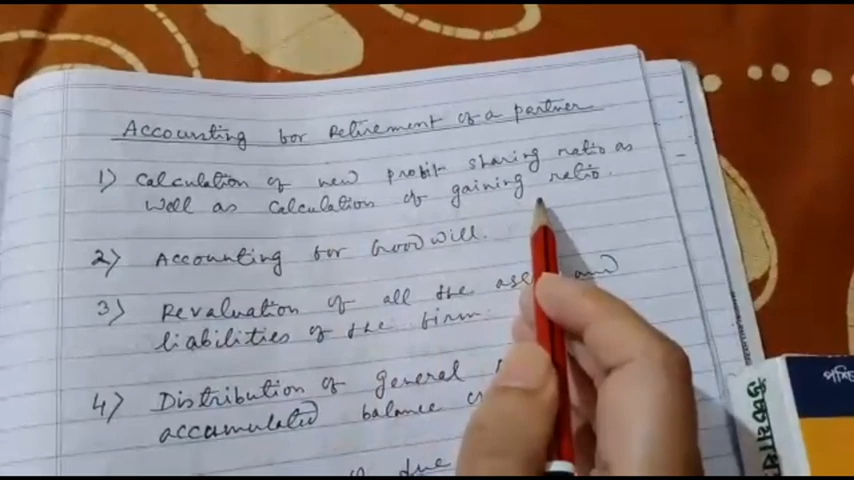 Accounting for Retirement of a partner
1) Calculation of new profit sharing ratio as
well as calculation of gaining ratio.
2) Accounting for Goodwill.
3) Revaluation of all the and
liabilities of the firm.
4) Distribution of general
accumulated balance
due